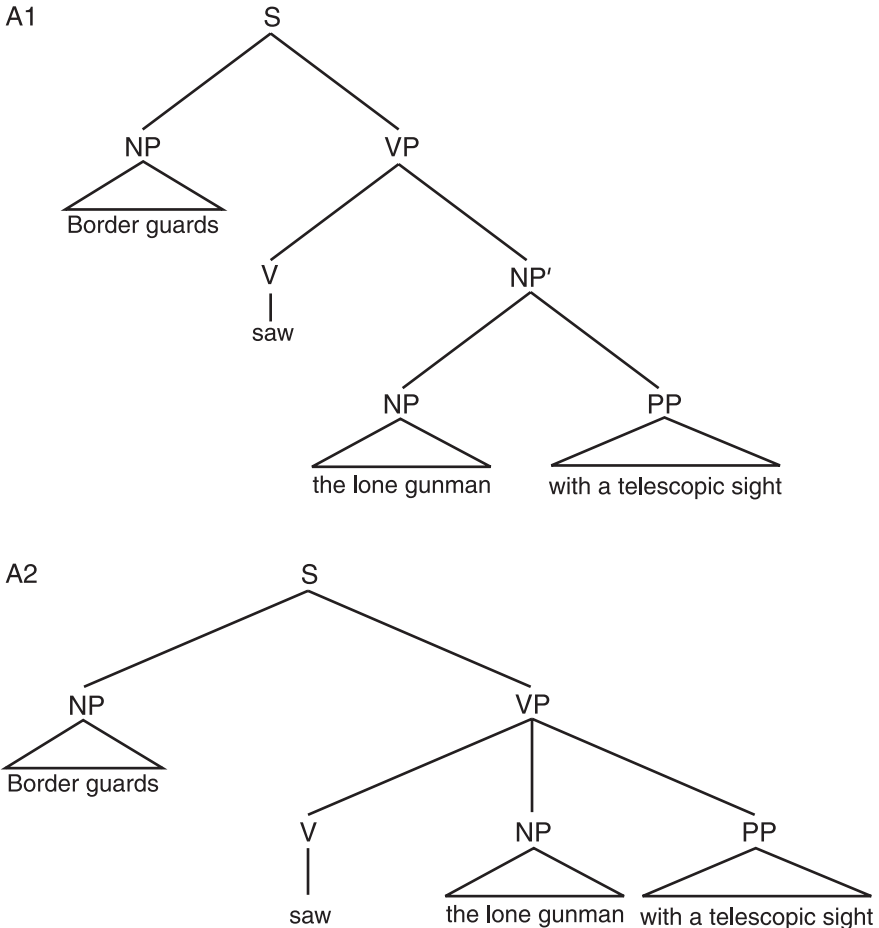 A1 S
NP VP
Border guards
V NP′
saw
NP PP
the lone gunman with a telescopic sight
A2 S
NP VP
Border guards
V NP PP
saw the lone gunman with a telescopic sight